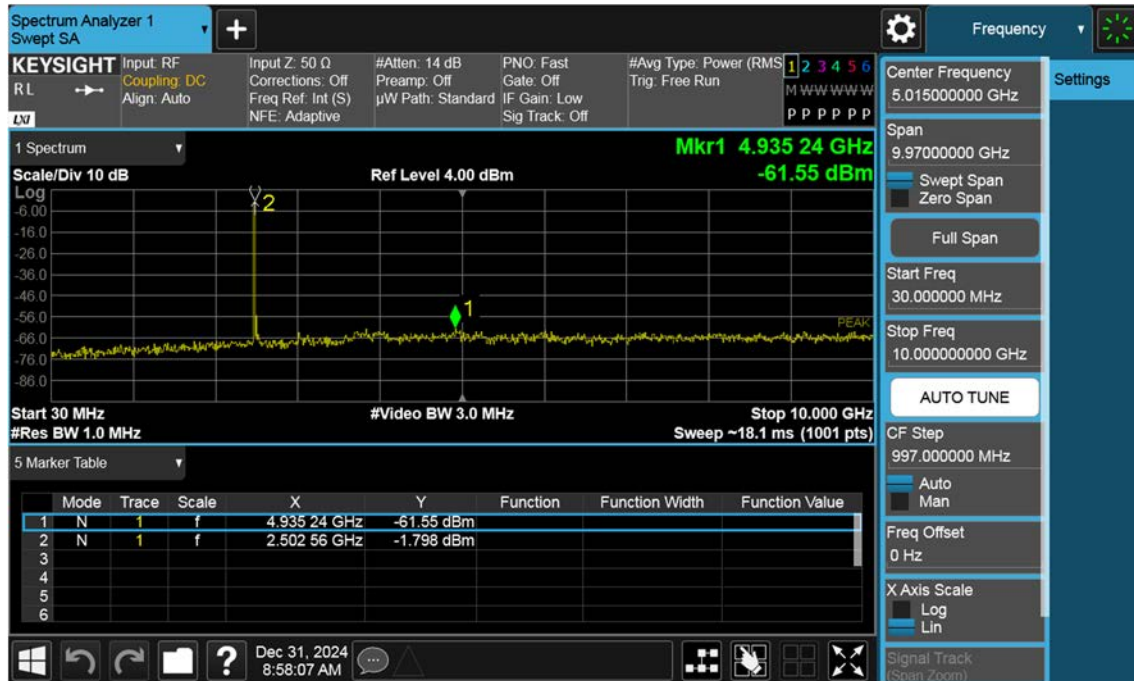 Spectrum Analyzer 1
Swept SA
Frequency
KEYSIGHT
RL
LXI
Input: RF
Coupling: DC
Align: Auto
Input Z: 50 Ω
Corrections: Off
Freq Ref: Int (S)
NFE: Adaptive
#Atten: 14 dB
Preamp: Off
µW Path: Standard
PNO: Fast
Gate: Off
IF Gain: Low
Sig Track: Off
#Avg Type: Power (RMS
Trig: Free Run
1 2 3 4 5 6
M W W W W W
P P P P P P
1 Spectrum
Mkr1 4.935 24 GHz
-61.55 dBm
Scale/Div 10 dB
Ref Level 4.00 dBm
Log
-6.00
-16.0
-26.0
-36.0
-46.0
-56.0
-66.0
-76.0
-86.0
2
1
PEAK
Start 30 MHz
#Video BW 3.0 MHz
Stop 10.000 GHz
#Res BW 1.0 MHz
Sweep ~18.1 ms (1001 pts)
5 Marker Table
Mode Trace Scale X Y Function Function Width Function Value
1 N 1 f 4.935 24 GHz -61.55 dBm
2 N 1 f 2.502 56 GHz -1.798 dBm
3
4
5
6
?
Dec 31, 2024
8:58:07 AM
Center Frequency
5.015000000 GHz
Settings
Span
9.97000000 GHz
Swept Span
Zero Span
Full Span
Start Freq
30.000000 MHz
Stop Freq
10.000000000 GHz
AUTO TUNE
CF Step
997.000000 MHz
Auto
Man
Freq Offset
0 Hz
X Axis Scale
Log
Lin
Signal Track
(Span Zoom)